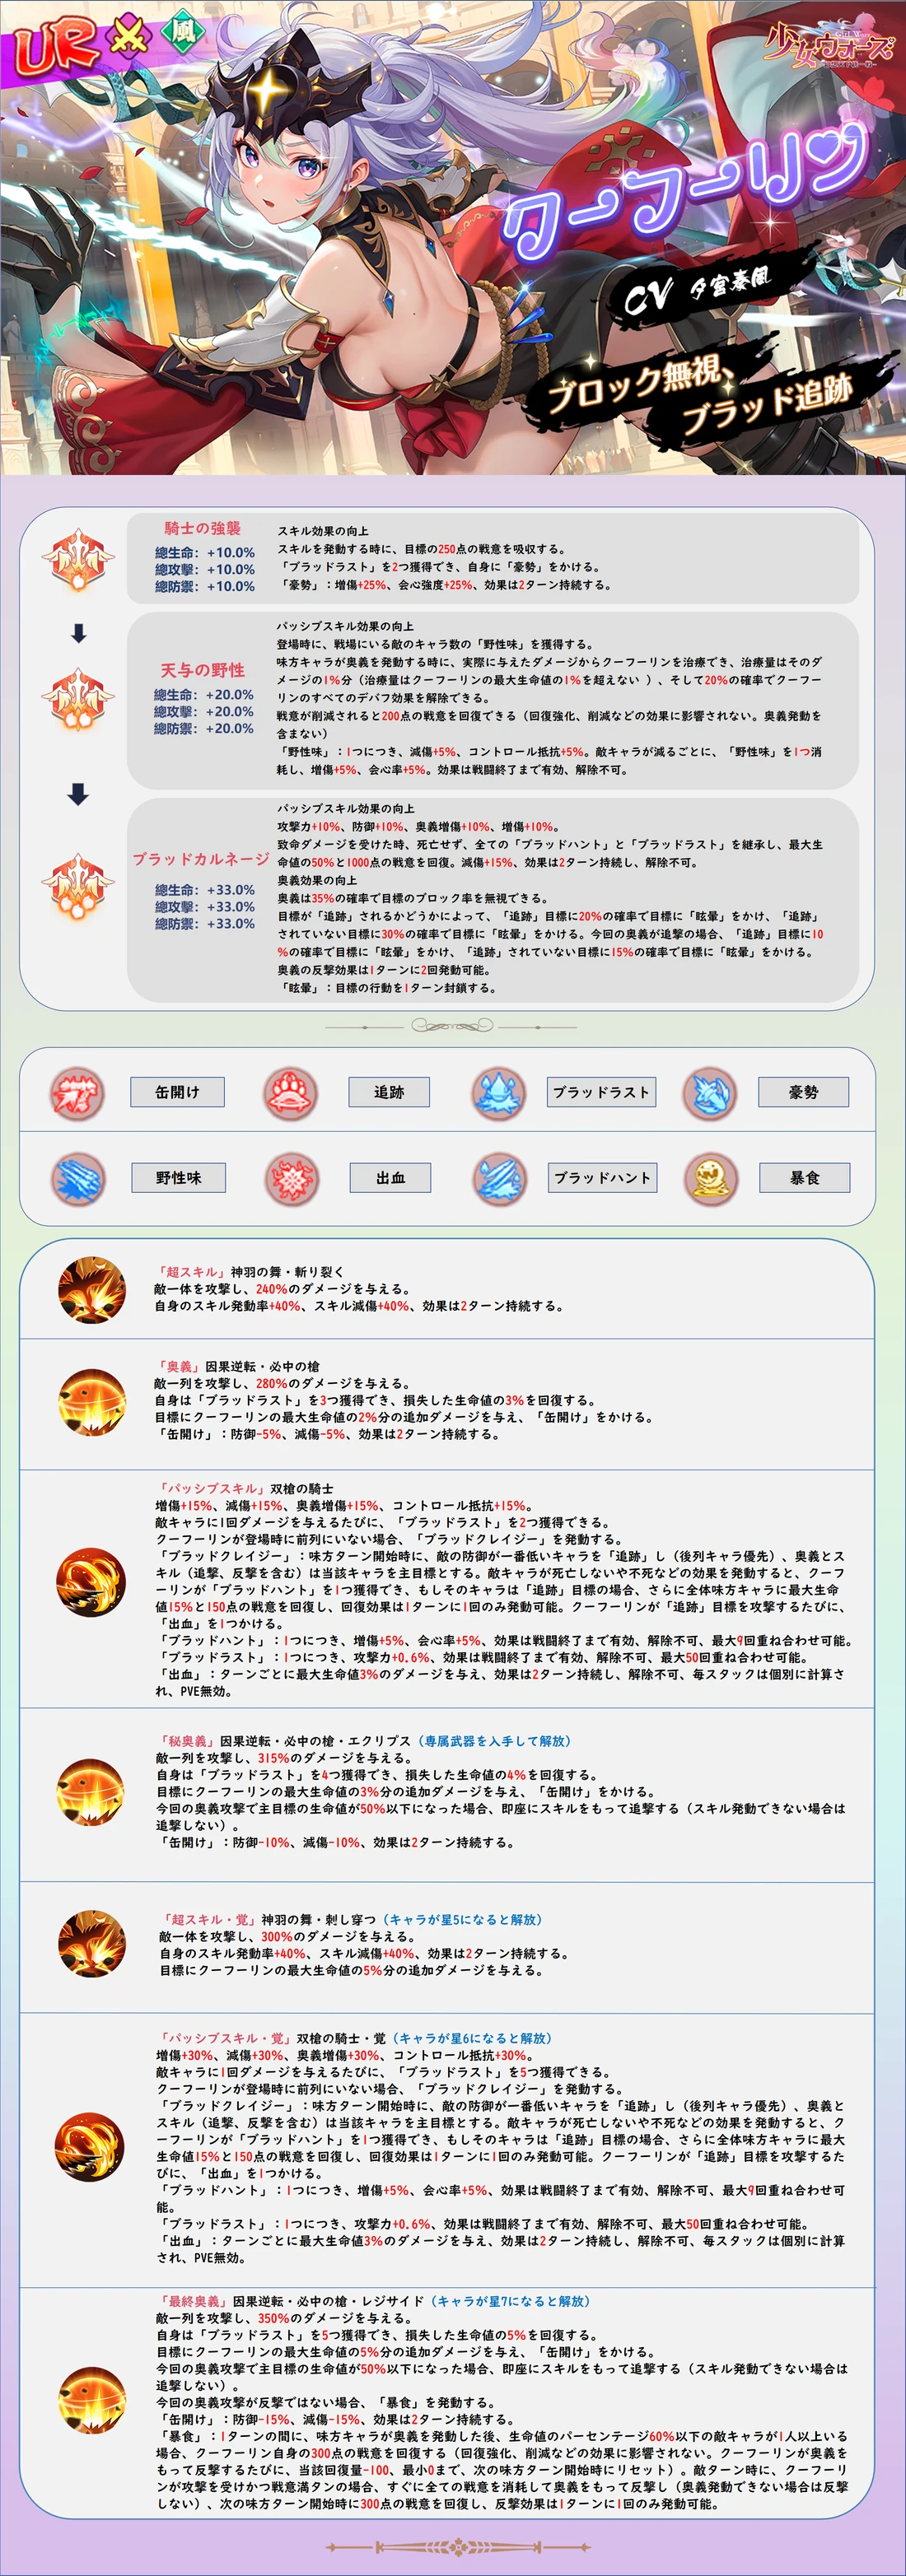 UR
風
少女ウォーズ
クーフーリン
CV 夕宮奏風
ブロック無視、
ブラッド追跡
騎士の強襲
總生命：+10.0%
總攻擊：+10.0%
總防禦：+10.0%
スキル効果の向上
スキルを発動する時に、目標の250点の戦意を吸収する。
「ブラッドラスト」を2つ獲得でき、自身に「豪勢」をかける。
「豪勢」：増傷+25%、会心強度+25%、効果は2ターン持続する。
天与の野性
總生命：+20.0%
總攻擊：+20.0%
總防禦：+20.0%
パッシブスキル効果の向上
登場時に、戦場にいる敵のキャラ数の「野性味」を獲得する。
味方キャラが奥義を発動する時に、実際に与えたダメージからクーフーリンを治療でき、治療量はそのダ
メージの1%分（治療量はクーフーリンの最大生命値の1%を超えない ）、そして20%の確率でクーフー
リンのすべてのデバフ効果を解除できる。
戦意が削減されると200点の戦意を回復できる（回復強化、削減などの効果に影響されない。奥義発動を
含まない）
「野性味」：1つにつき、減傷+5%、コントロール抵抗+5%。敵キャラが減るごとに、「野性味」を1つ消
耗し、増傷+5%、会心率+5%。効果は戦闘終了まで有効、解除不可。
ブラッドカルネージ
總生命：+33.0%
總攻擊：+33.0%
總防禦：+33.0%
パッシブスキル効果の向上
攻撃力+10%、防御+10%、奥義増傷+10%、増傷+10%。
致命ダメージを受けた時、死亡せず、全ての「ブラッドハント」と「ブラッドラスト」を継承し、最大生
命値の50%と1000点の戦意を回復。減傷+15%、効果は2ターン持続し、解除不可。
奥義効果の向上
奥義は35%の確率で目標のブロック率を無視できる。
目標が「追跡」されるかどうかによって、「追跡」目標に20%の確率で目標に「眩暈」をかけ、「追跡」
されていない目標に30%の確率で目標に「眩暈」をかける。今回の奥義が追撃の場合、「追跡」目標に10
%の確率で目標に「眩暈」をかけ、「追跡」されていない目標に15%の確率で目標に「眩暈」をかける。
奥義の反撃効果は1ターンに2回発動可能。
「眩暈」：目標の行動を1ターン封鎖する。
缶開け
追跡
ブラッドラスト
豪勢
野性味
出血
ブラッドハント
暴食
「超スキル」神羽の舞・斬り裂く
敵一体を攻撃し、240%のダメージを与える。
自身のスキル発動率+40%、スキル減傷+40%、効果は2ターン持続する。
「奥義」因果逆転・必中の槍
敵一列を攻撃し、280%のダメージを与える。
自身は「ブラッドラスト」を3つ獲得でき、損失した生命値の3%を回復する。
目標にクーフーリンの最大生命値の2%分の追加ダメージを与え、「缶開け」をかける。
「缶開け」：防御-5%、減傷-5%、効果は2ターン持続する。
「パッシブスキル」双槍の騎士
増傷+15%、減傷+15%、奥義増傷+15%、コントロール抵抗+15%。
敵キャラに1回ダメージを与えるたびに、「ブラッドラスト」を2つ獲得できる。
クーフーリンが登場時に前列にいない場合、「ブラッドクレイジー」を発動する。
「ブラッドクレイジー」：味方ターン開始時に、敵の防御が一番低いキャラを「追跡」し（後列キャラ優先）、奥義とス
キル（追撃、反撃を含む）は当該キャラを主目標とする。敵キャラが死亡しないや不死などの効果を発動すると、クーフ
ーリンが「ブラッドハント」を1つ獲得でき、もしそのキャラは「追跡」目標の場合、さらに全体味方キャラに最大生命
値15%と150点の戦意を回復し、回復効果は1ターンに1回のみ発動可能。クーフーリンが「追跡」目標を攻撃するたびに、
「出血」を1つかける。
「ブラッドハント」：1つにつき、増傷+5%、会心率+5%、効果は戦闘終了まで有効、解除不可、最大9回重ね合わせ可能。
「ブラッドラスト」：1つにつき、攻撃力+0.6%、効果は戦闘終了まで有効、解除不可、最大50回重ね合わせ可能。
「出血」：ターンごとに最大生命値3%のダメージを与え、効果は2ターン持続し、解除不可、毎スタックは個別に計算さ
れ、PVE無効。
「秘奥義」因果逆転・必中の槍・エクリプス（専属武器を入手して解放）
敵一列を攻撃し、315%のダメージを与える。
自身は「ブラッドラスト」を4つ獲得でき、損失した生命値の4%を回復する。
目標にクーフーリンの最大生命値の3%分の追加ダメージを与え、「缶開け」をかける。
今回の奥義攻撃で主目標の生命値が50%以下になった場合、即座にスキルをもって追撃する（スキル発動できない場合は
追撃しない）。
「缶開け」：防御-10%、減傷-10%、効果は2ターン持続する。
「超スキル・覚」神羽の舞・刺し穿つ（キャラが星5になると解放）
敵一体を攻撃し、300%のダメージを与える。
自身のスキル発動率+40%、スキル減傷+40%、効果は2ターン持続する。
目標にクーフーリンの最大生命値の5%分の追加ダメージを与える。
「パッシブスキル・覚」双槍の騎士・覚（キャラが星6になると解放）
増傷+30%、減傷+30%、奥義増傷+30%、コントロール抵抗+30%。
敵キャラに1回ダメージを与えるたびに、「ブラッドラスト」を5つ獲得できる。
クーフーリンが登場時に前列にいない場合、「ブラッドクレイジー」を発動する。
「ブラッドクレイジー」：味方ターン開始時に、敵の防御が一番低いキャラを「追跡」し（後列キャラ優先）、奥義と
スキル（追撃、反撃を含む）は当該キャラを主目標とする。敵キャラが死亡しないや不死などの効果を発動すると、ク
ーフーリンが「ブラッドハント」を1つ獲得でき、もしそのキャラは「追跡」目標の場合、さらに全体味方キャラに最大
生命値15%と150点の戦意を回復し、回復効果は1ターンに1回のみ発動可能。クーフーリンが「追跡」目標を攻撃するた
びに、「出血」を1つかける。
「ブラッドハント」：1つにつき、増傷+5%、会心率+5%、効果は戦闘終了まで有効、解除不可、最大9回重ね合わせ可
能。
「ブラッドラスト」：1つにつき、攻撃力+0.6%、効果は戦闘終了まで有効、解除不可、最大50回重ね合わせ可能。
「出血」：ターンごとに最大生命値3%のダメージを与え、効果は2ターン持続し、解除不可、毎スタックは個別に計算
され、PVE無効。
「最終奥義」因果逆転・必中の槍・レジサイド（キャラが星7になると解放）
敵一列を攻撃し、350%のダメージを与える。
自身は「ブラッドラスト」を5つ獲得でき、損失した生命値の5%を回復する。
目標にクーフーリンの最大生命値の5%分の追加ダメージを与え、「缶開け」をかける。
今回の奥義攻撃で主目標の生命値が50%以下になった場合、即座にスキルをもって追撃する（スキル発動できない場合は
追撃しない）。
今回の奥義攻撃が反撃ではない場合、「暴食」を発動する。
「缶開け」：防御-15%、減傷-15%、効果は2ターン持続する。
「暴食」：1ターンの間に、味方キャラが奥義を発動した後、生命値のパーセンテージ60%以下の敵キャラが1人以上いる
場合、クーフーリン自身の300点の戦意を回復する（回復強化、削減などの効果に影響されない。クーフーリンが奥義を
もって反撃するたびに、当該回復量-100、最小0まで、次の味方ターン開始時にリセット）。敵ターン時に、クーフーリ
ンが攻撃を受けかつ戦意満タンの場合、すぐに全ての戦意を消耗して奥義をもって反撃し（奥義発動できない場合は反撃
しない）、次の味方ターン開始時に300点の戦意を回復し、反撃効果は1ターンに1回のみ発動可能。